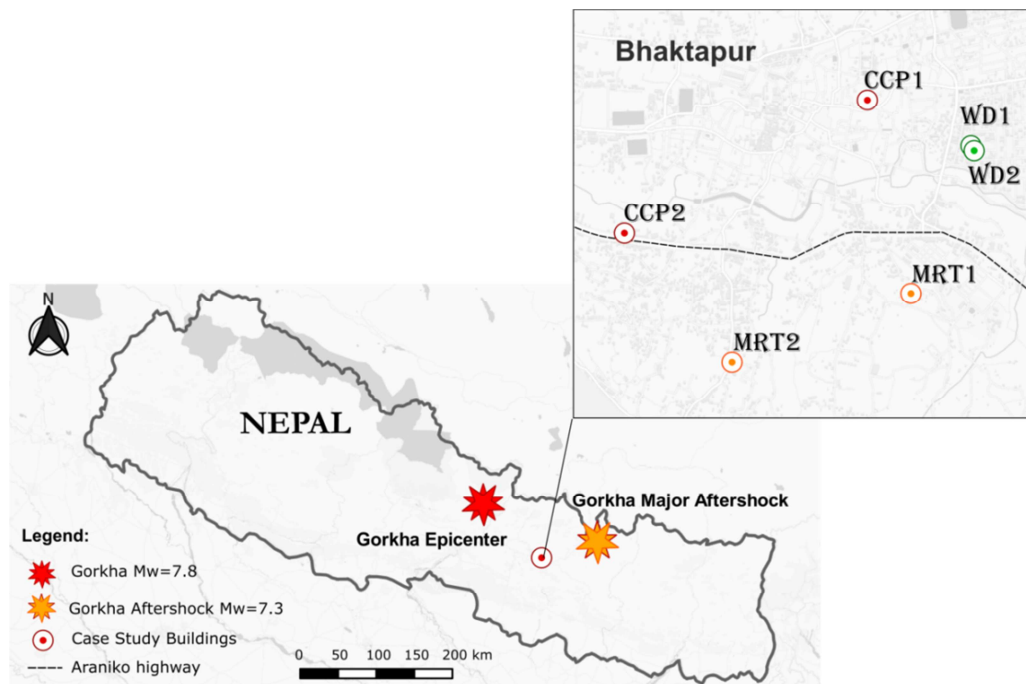 Bhaktapur
CCP1
WD1
WD2
CCP2
MRT1
MRT2
N
NEPAL
Gorkha Major Aftershock
Gorkha Epicenter
Legend:
Gorkha Mw=7.8
Gorkha Aftershock Mw=7.3
Case Study Buildings
Araniko highway
0 50 100 150 200 km